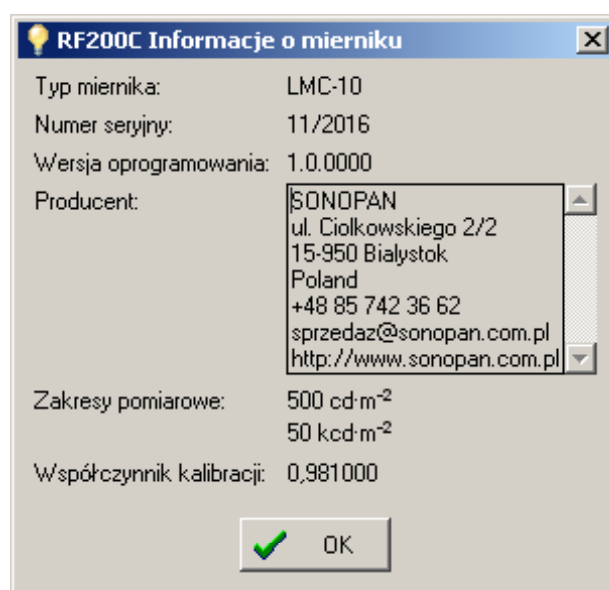 RF200C Informacje o mierniku
Typ miernika: LMC-10
Numer seryjny: 11/2016
Wersja oprogramowania: 1.0.0000
Producent: SONOPAN
ul. Ciolkowskiego 2/2
15-950 Bialystok
Poland
+48 85 742 36 62
sprzedaz@sonopan.com.pl
http://www.sonopan.com.pl
Zakresy pomiarowe: 500 cd·m⁻²
50 kcd·m⁻²
Współczynnik kalibracji: 0,981000
OK